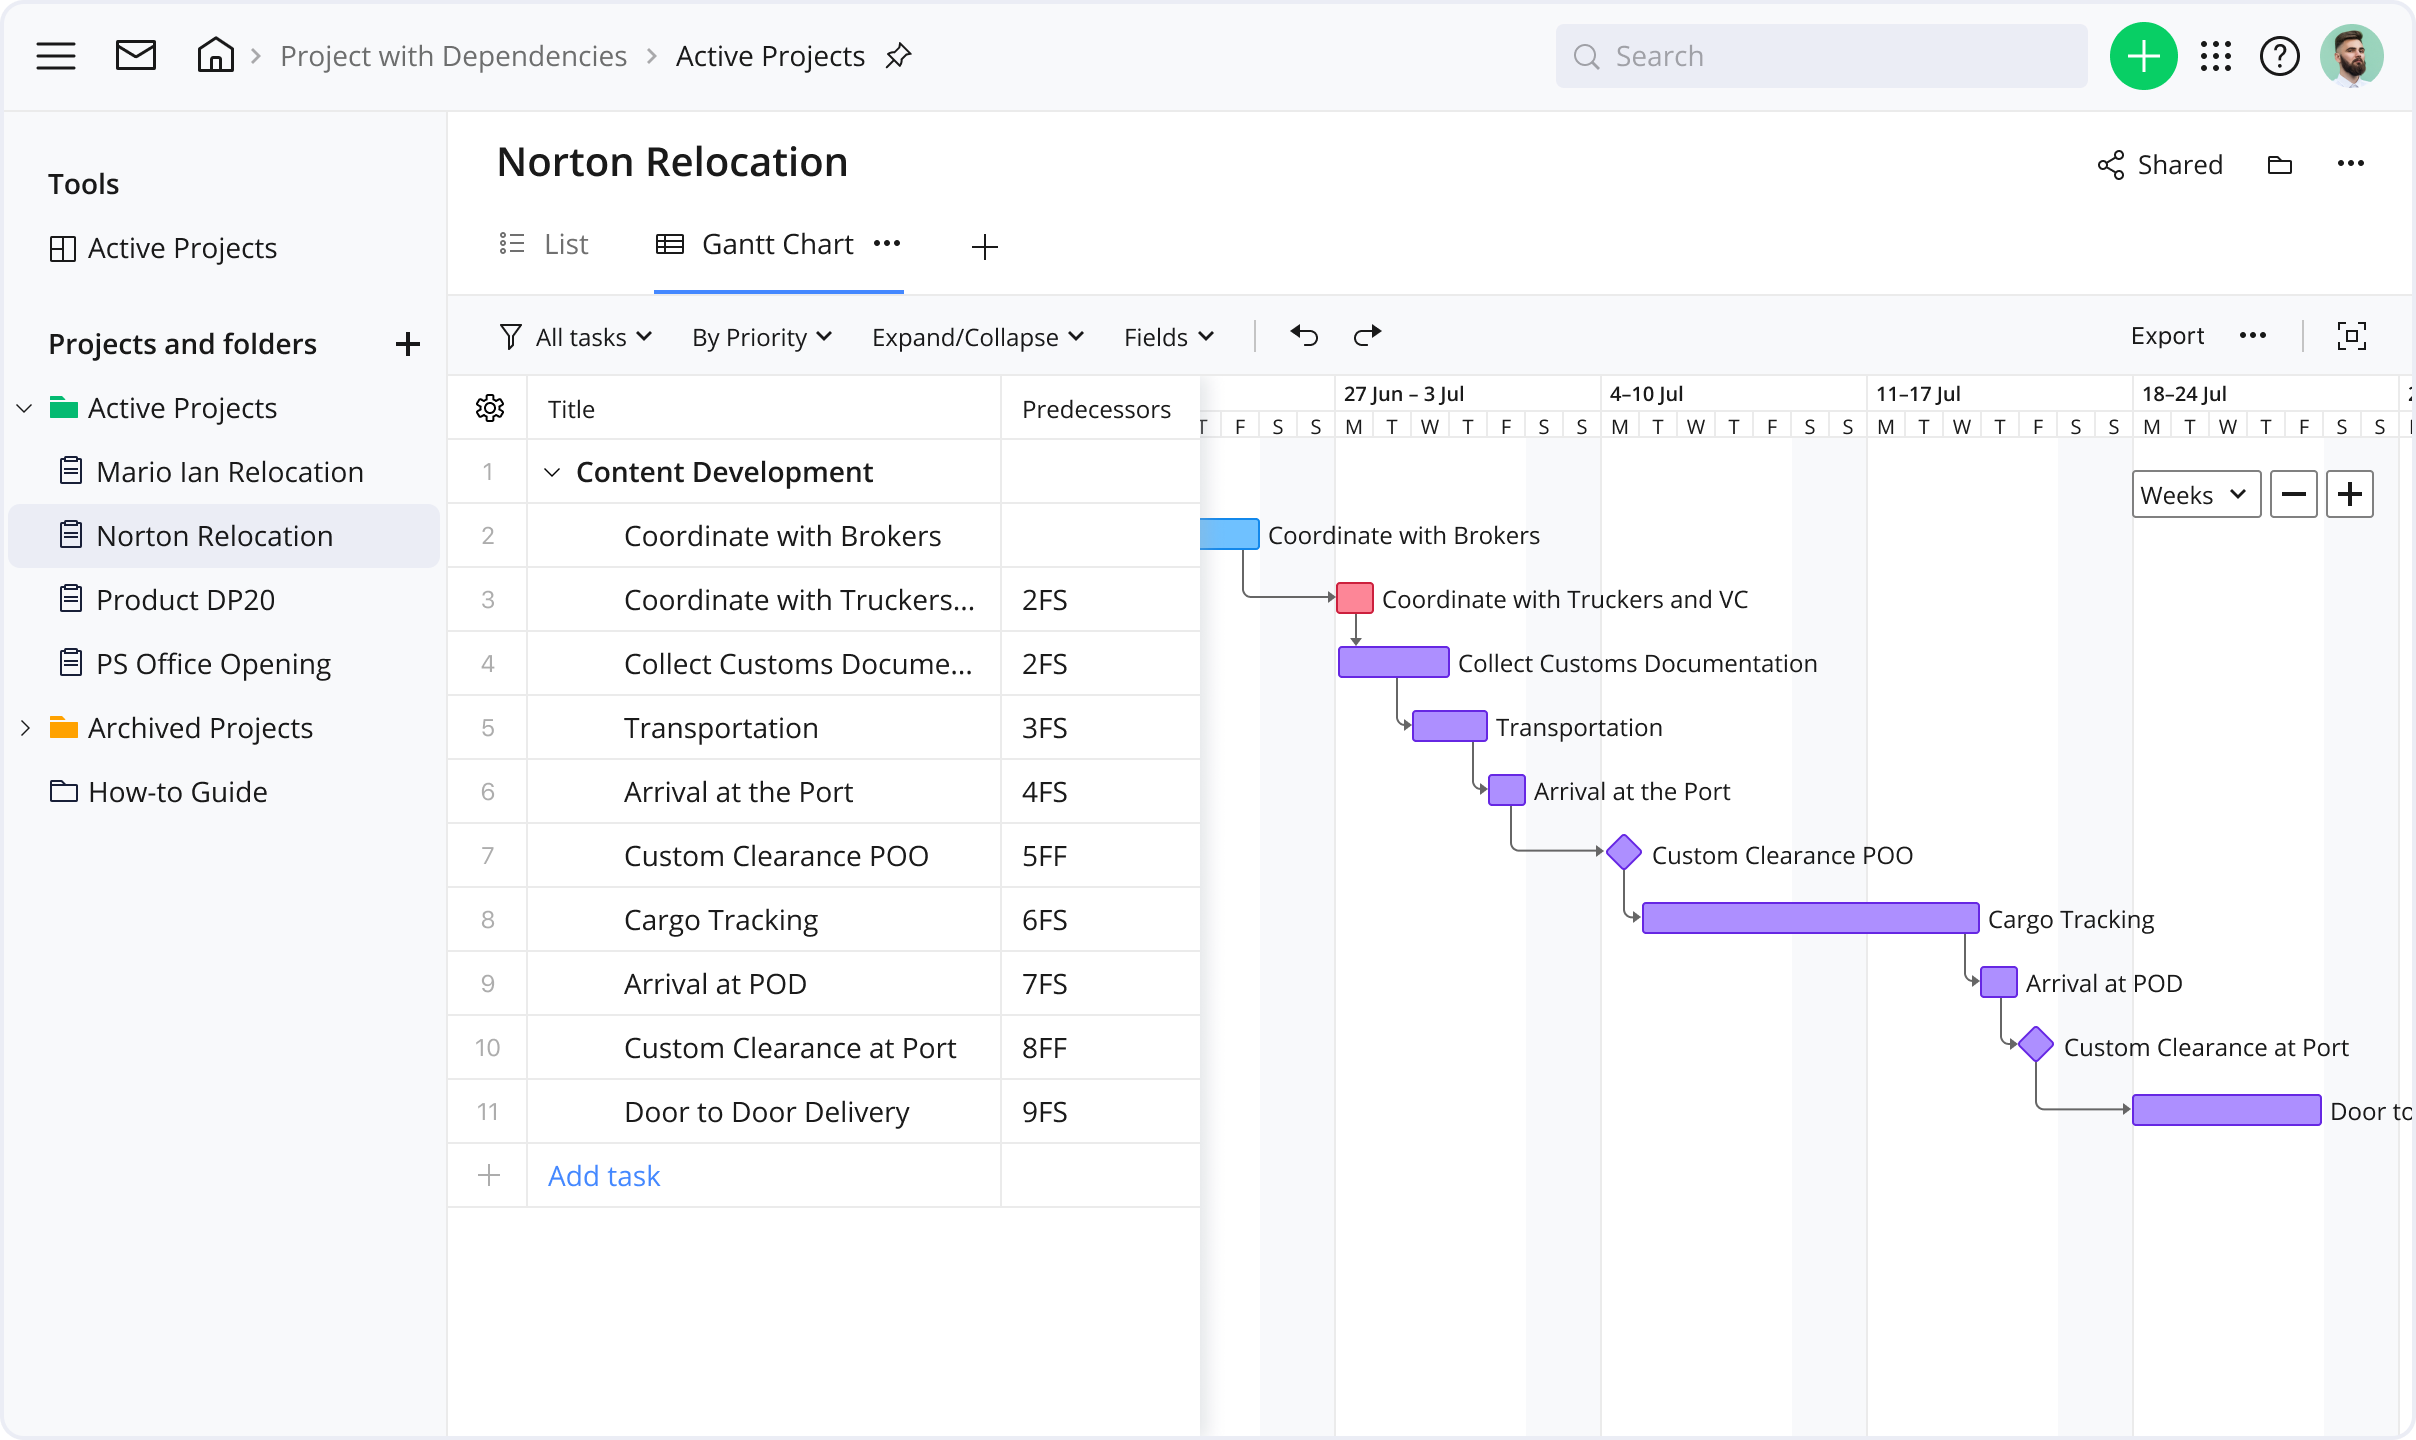 Project with Dependencies
Active Projects
Search
Tools
Active Projects
Projects and folders
Active Projects
Mario Ian Relocation
Norton Relocation
Product DP20
PS Office Opening
Archived Projects
How-to Guide
Norton Relocation
Shared
List
Gantt Chart
All tasks
By Priority
Expand/Collapse
Fields
Export
Title
Predecessors
1 Content Development
2 Coordinate with Brokers
3 Coordinate with Truckers... 2FS
4 Collect Customs Docume... 2FS
5 Transportation 3FS
6 Arrival at the Port 4FS
7 Custom Clearance POO 5FF
8 Cargo Tracking 6FS
9 Arrival at POD 7FS
10 Custom Clearance at Port 8FF
11 Door to Door Delivery 9FS
Add task
27 Jun – 3 Jul 4–10 Jul 11–17 Jul 18–24 Jul
T F S S M T W T F S S M T W T F S S M T W T F S S M T W T F S S
Weeks
Coordinate with Brokers
Coordinate with Truckers and VC
Collect Customs Documentation
Transportation
Arrival at the Port
Custom Clearance POO
Cargo Tracking
Arrival at POD
Custom Clearance at Port
Door to